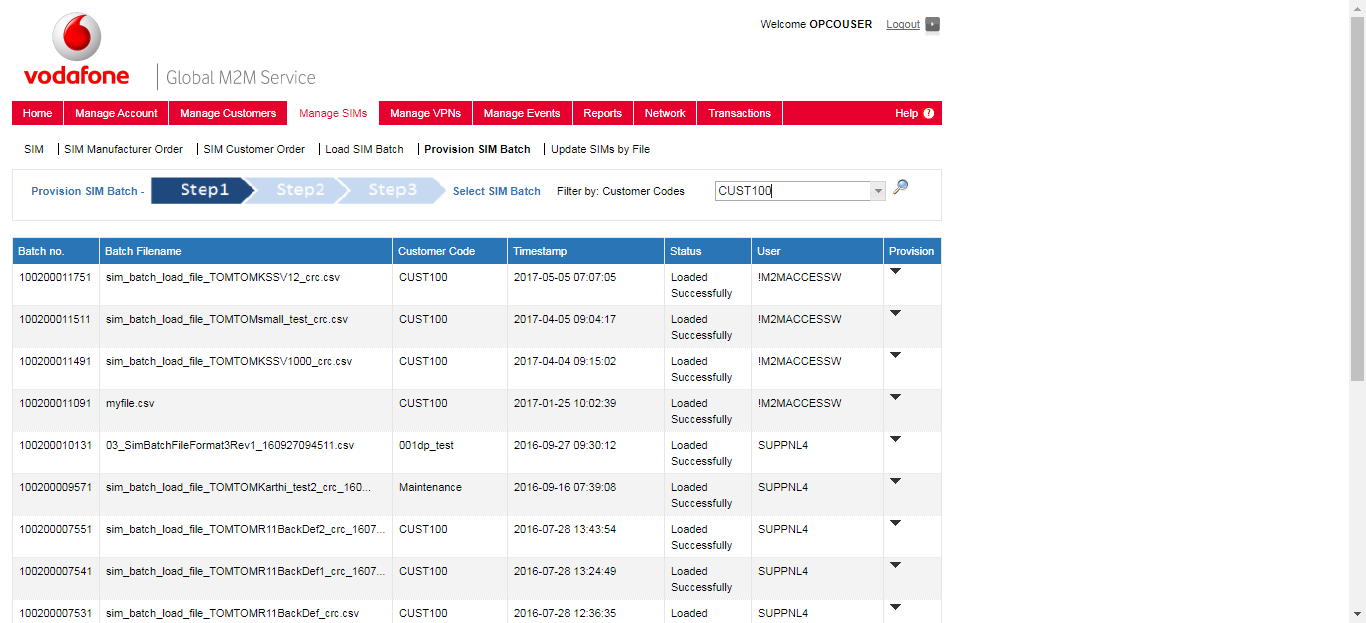 Welcome OPCOUSER Logout
vodafone
Global M2M Service
Home Manage Account Manage Customers Manage SIMs Manage VPNs Manage Events Reports Network Transactions Help ?
SIM SIM Manufacturer Order SIM Customer Order Load SIM Batch Provision SIM Batch Update SIMs by File
Provision SIM Batch - Step1 Step2 Step3 Select SIM Batch Filter by: Customer Codes CUST100
Batch no. Batch Filename Customer Code Timestamp Status User Provision
100200011751 sim_batch_load_file_TOMTOMKSSV12_crc.csv CUST100 2017-05-05 07:07:05 Loaded !M2MACCESSW
Successfully
100200011511 sim_batch_load_file_TOMTOMsmall_test_crc.csv CUST100 2017-04-05 09:04:17 Loaded !M2MACCESSW
Successfully
100200011491 sim_batch_load_file_TOMTOMKSSV1000_crc.csv CUST100 2017-04-04 09:15:02 Loaded !M2MACCESSW
Successfully
100200011091 myfile.csv CUST100 2017-01-25 10:02:39 Loaded !M2MACCESSW
Successfully
100200010131 03_SimBatchFileFormat3Rev1_160927094511.csv 001dp_test 2016-09-27 09:30:12 Loaded SUPPNL4
Successfully
100200009571 sim_batch_load_file_TOMTOMKarthi_test2_crc_160... Maintenance 2016-09-16 07:39:08 Loaded SUPPNL4
Successfully
100200007551 sim_batch_load_file_TOMTOMR11BackDef2_crc_1607... CUST100 2016-07-28 13:43:54 Loaded SUPPNL4
Successfully
100200007541 sim_batch_load_file_TOMTOMR11BackDef1_crc_1607... CUST100 2016-07-28 13:24:49 Loaded SUPPNL4
Successfully
100200007531 sim_batch_load_file_TOMTOMR11BackDef_crc.csv CUST100 2016-07-28 12:36:35 Loaded SUPPNL4